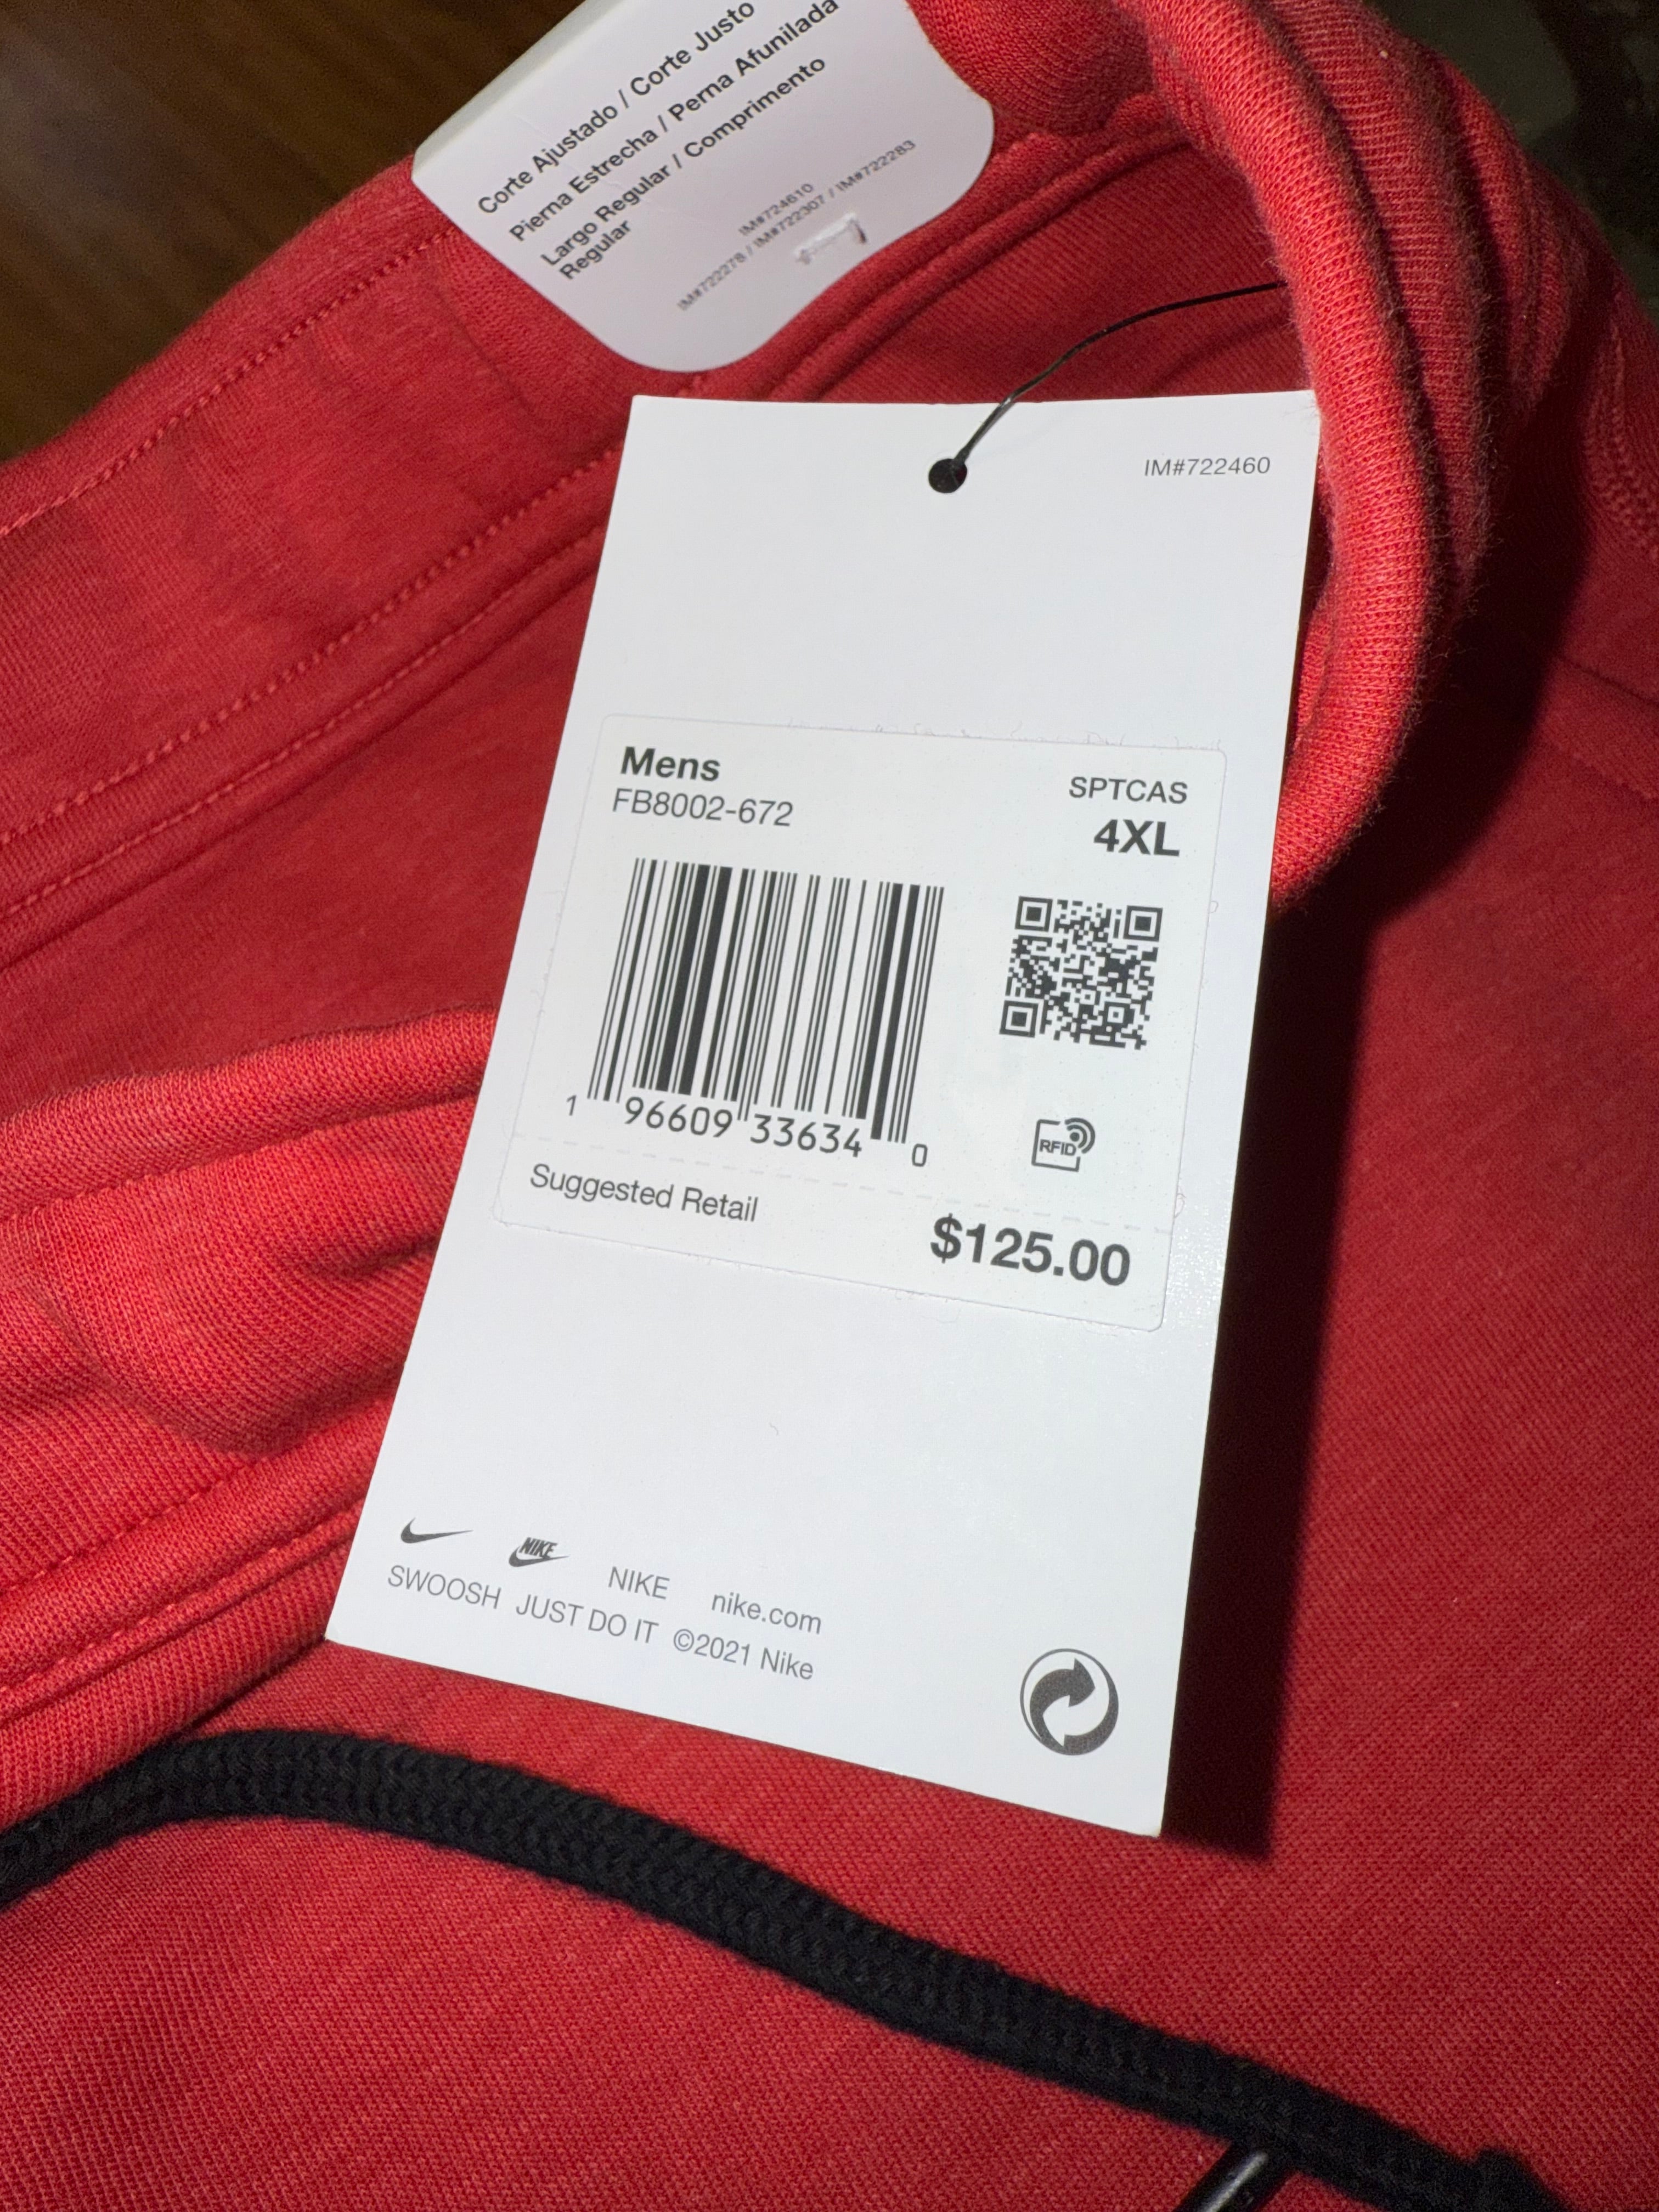 Corte Ajustado / Corte Justo
Pierna Estrecha / Perna Afunilada
Largo Regular / Comprimento
Regular
IM#724610
IM#722278 / IM#722307 / IM#722283
IM#722460
Mens
SPTCAS
FB8002-672
4XL
1 96609 33634 0
RFID
Suggested Retail
$125.00
NIKE NIKE nike.com
SWOOSH JUST DO IT ©2021 Nike